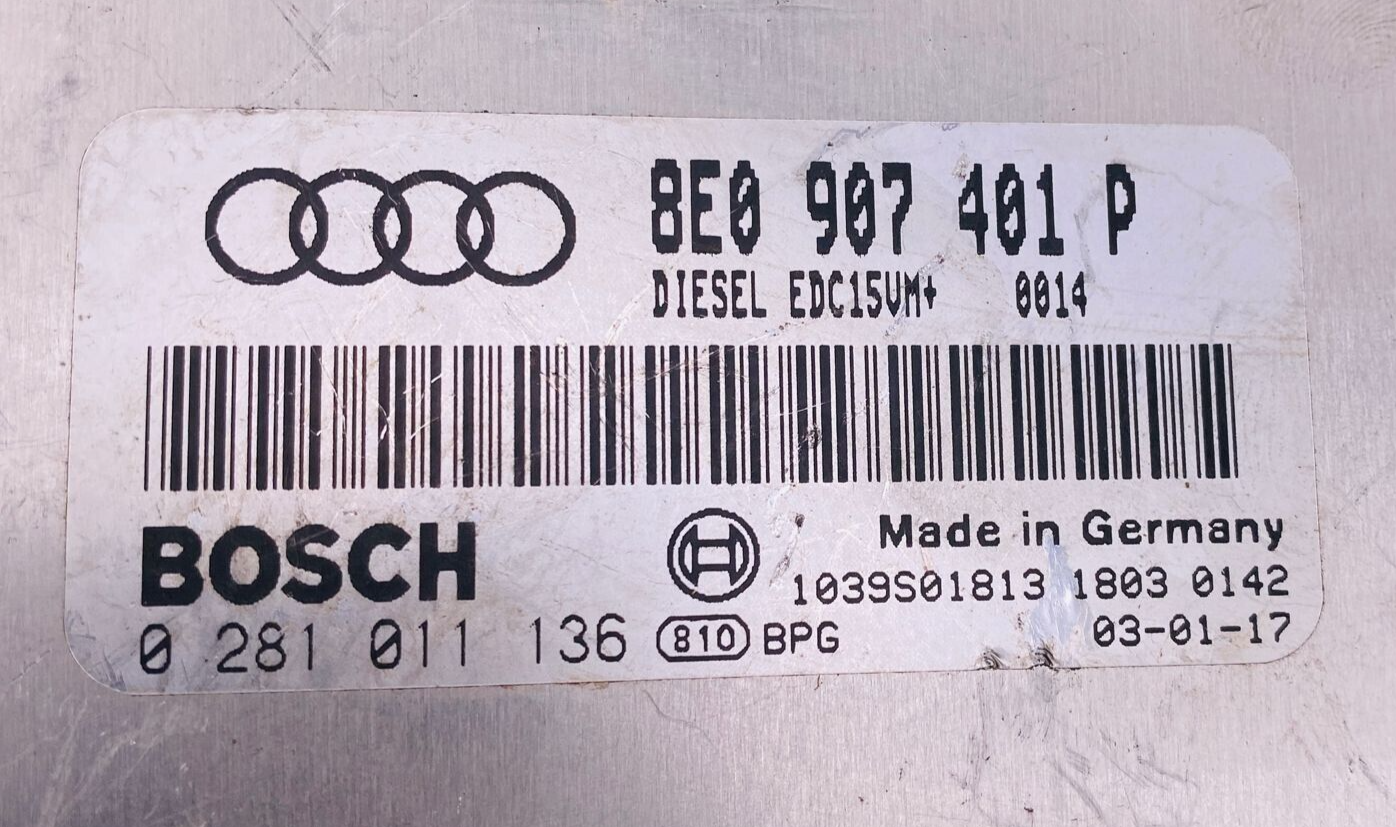 8E0 907 401 P
DIESEL EDC15VM+ 0014
BOSCH
Made in Germany
1039S01813 1803 0142
0 281 011 136 810 BPG 03-01-17